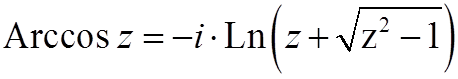 Arccos z = −i · Ln(z + √(z² − 1))